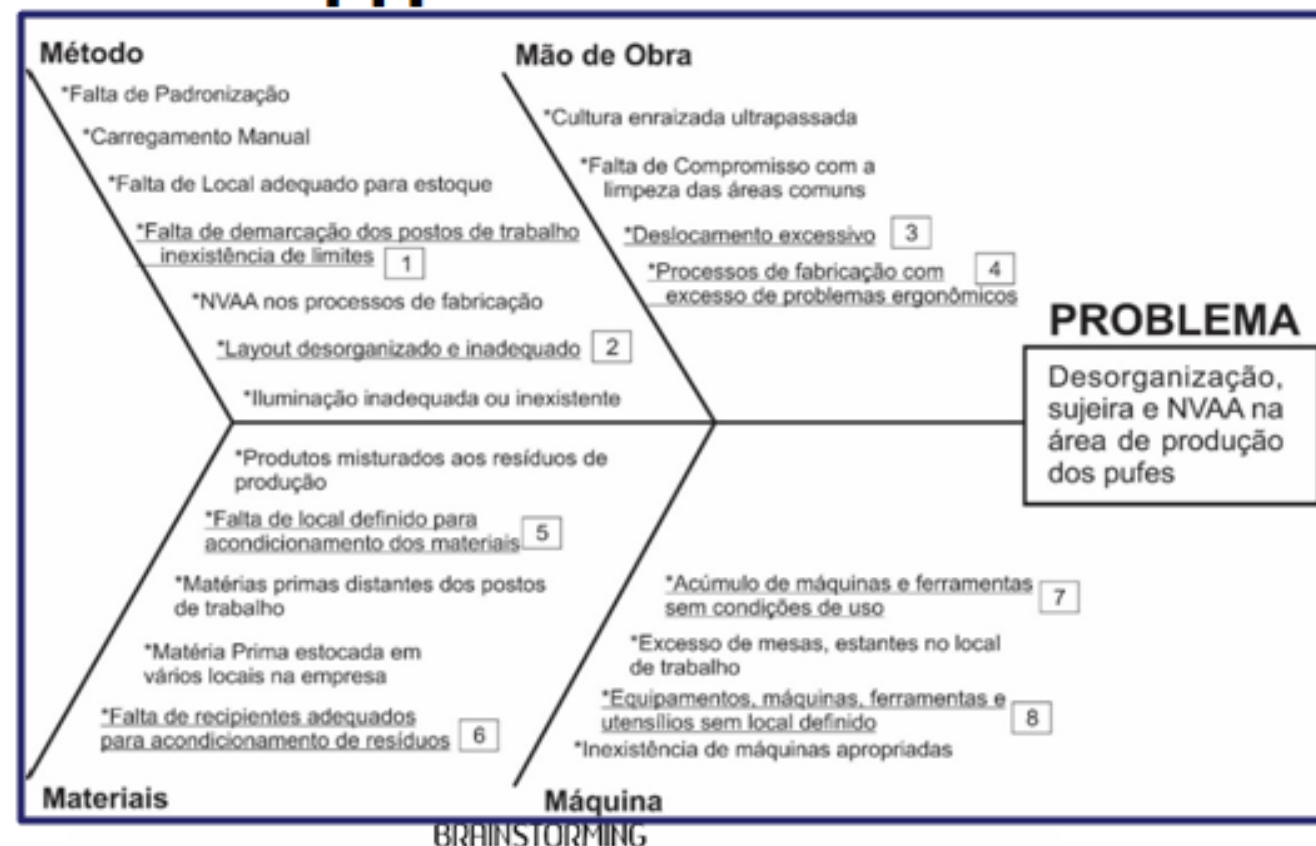 Método
*Falta de Padronização
*Carregamento Manual
*Falta de Local adequado para estoque
*Falta de demarcação dos postos de trabalho
inexistência de limites 1
*NVAA nos processos de fabricação
*Layout desorganizado e inadequado 2
*Iluminação inadequada ou inexistente
Mão de Obra
*Cultura enraizada ultrapassada
*Falta de Compromisso com a
limpeza das áreas comuns
*Deslocamento excessivo 3
*Processos de fabricação com 4
excesso de problemas ergonômicos
PROBLEMA
Desorganização,
sujeira e NVAA na
área de produção
dos pufes
*Produtos misturados aos resíduos de
produção
*Falta de local definido para
acondicionamento dos materiais 5
*Matérias primas distantes dos postos
de trabalho
*Matéria Prima estocada em
vários locais na empresa
*Falta de recipientes adequados
para acondicionamento de resíduos 6
Materiais
*Acúmulo de máquinas e ferramentas
sem condições de uso 7
*Excesso de mesas, estantes no local
de trabalho
*Equipamentos, máquinas, ferramentas e
utensílios sem local definido 8
*Inexistência de máquinas apropriadas
Máquina
BRAINSTORMING